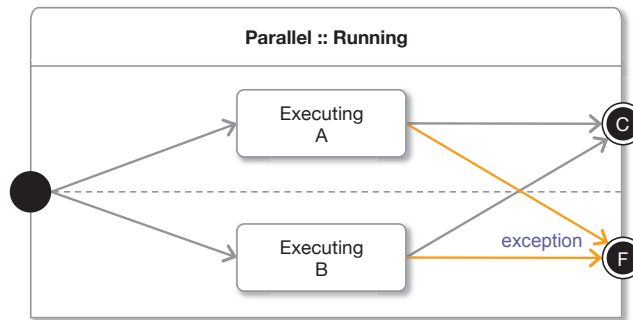 Parallel :: Running
Executing
A
C
Executing
B
exception
F